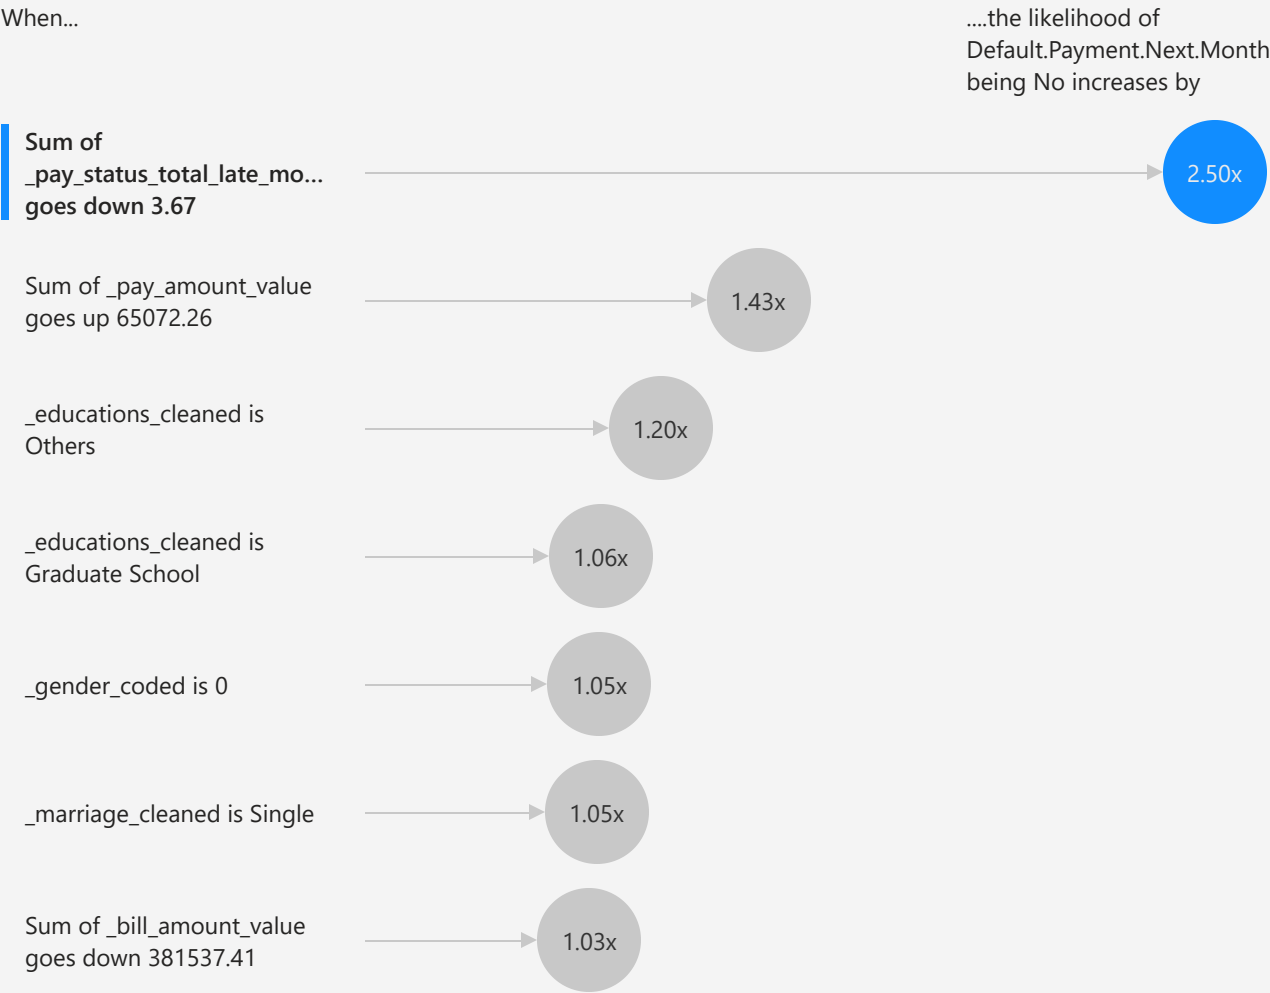 When...
....the likelihood of
Default.Payment.Next.Month
being No increases by
Sum of
_pay_status_total_late_mo...
goes down 3.67
2.50x
Sum of _pay_amount_value
goes up 65072.26
1.43x
_educations_cleaned is
Others
1.20x
_educations_cleaned is
Graduate School
1.06x
_gender_coded is 0
1.05x
_marriage_cleaned is Single
1.05x
Sum of _bill_amount_value
goes down 381537.41
1.03x